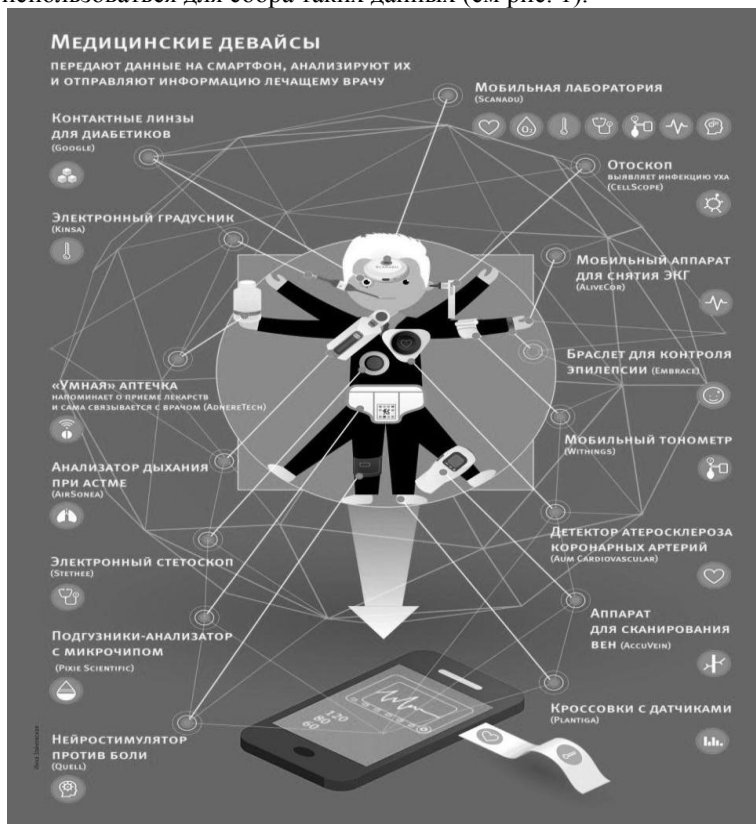 использоваться для сбора таких данных (см рис. 1).
Медицинские девайсы
передают данные на смартфон, анализируют их
и отправляют информацию лечащему врачу
Контактные линзы
для диабетиков
(Google)
Электронный градусник
(Kinsa)
«Умная» аптечка
напоминает о приеме лекарств
и сама связывается с врачом (AdhereTech)
Анализатор дыхания
при астме
(AirSonea)
Электронный стетоскоп
(Stethee)
Подгузники-анализатор
с микрочипом
(Pixie Scientific)
Нейростимулятор
против боли
(Quell)
Мобильная лаборатория
(Scanadu)
O₂
Отоскоп
выявляет инфекцию уха
(CellScope)
Мобильный аппарат
для снятия ЭКГ
(AliveCor)
Браслет для контроля
эпилепсии (Embrace)
Мобильный тонометр
(Withings)
Детектор атеросклероза
коронарных артерий
(Aum Cardiovascular)
Аппарат
для сканирования
вен (AccuVein)
Кроссовки с датчиками
(Plantiga)
120
80
60